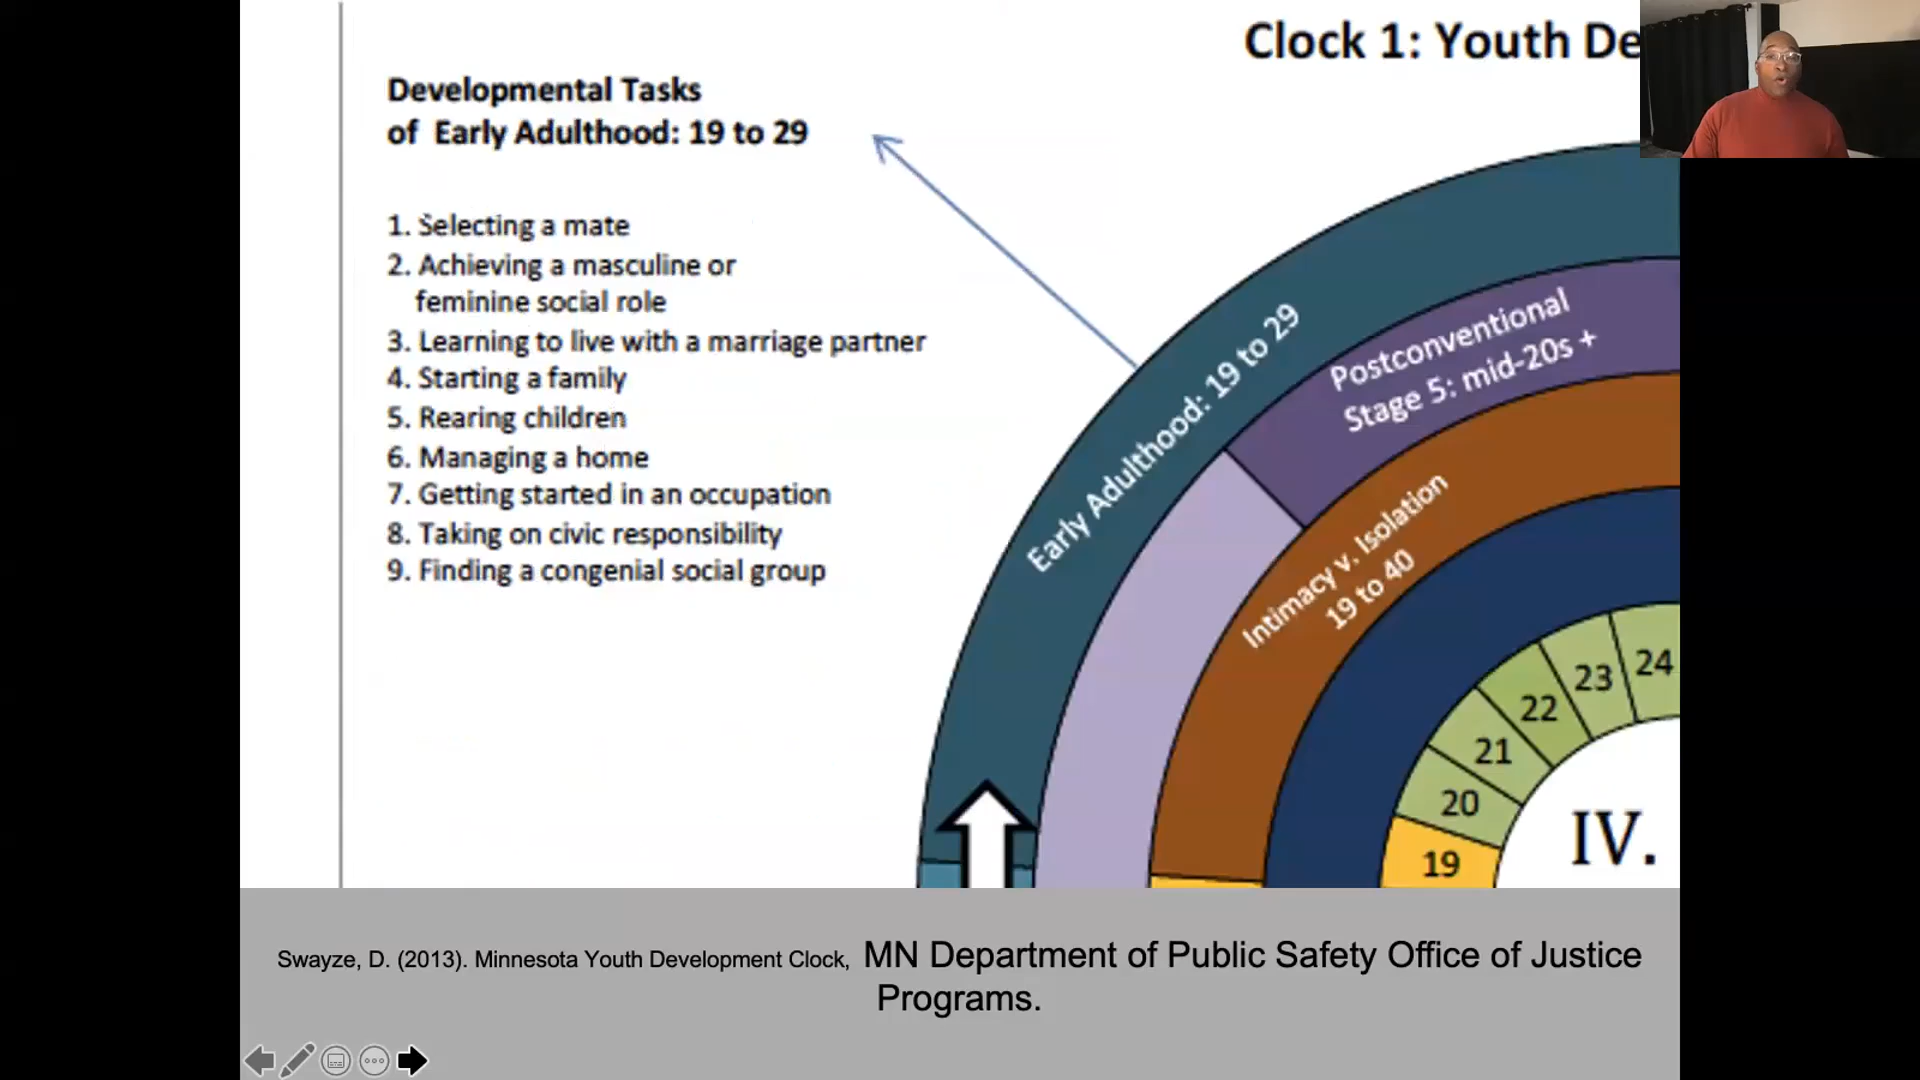 Clock 1: Youth De
Developmental Tasks
of Early Adulthood: 19 to 29
1. Selecting a mate
2. Achieving a masculine or
feminine social role
3. Learning to live with a marriage partner
4. Starting a family
5. Rearing children
6. Managing a home
7. Getting started in an occupation
8. Taking on civic responsibility
9. Finding a congenial social group
Early Adulthood: 19 to 29
Postconventional
Stage 5: mid-20s +
Intimacy v. Isolation
19 to 40
24
23
22
21
20
19
IV.
Swayze, D. (2013). Minnesota Youth Development Clock, MN Department of Public Safety Office of Justice
Programs.